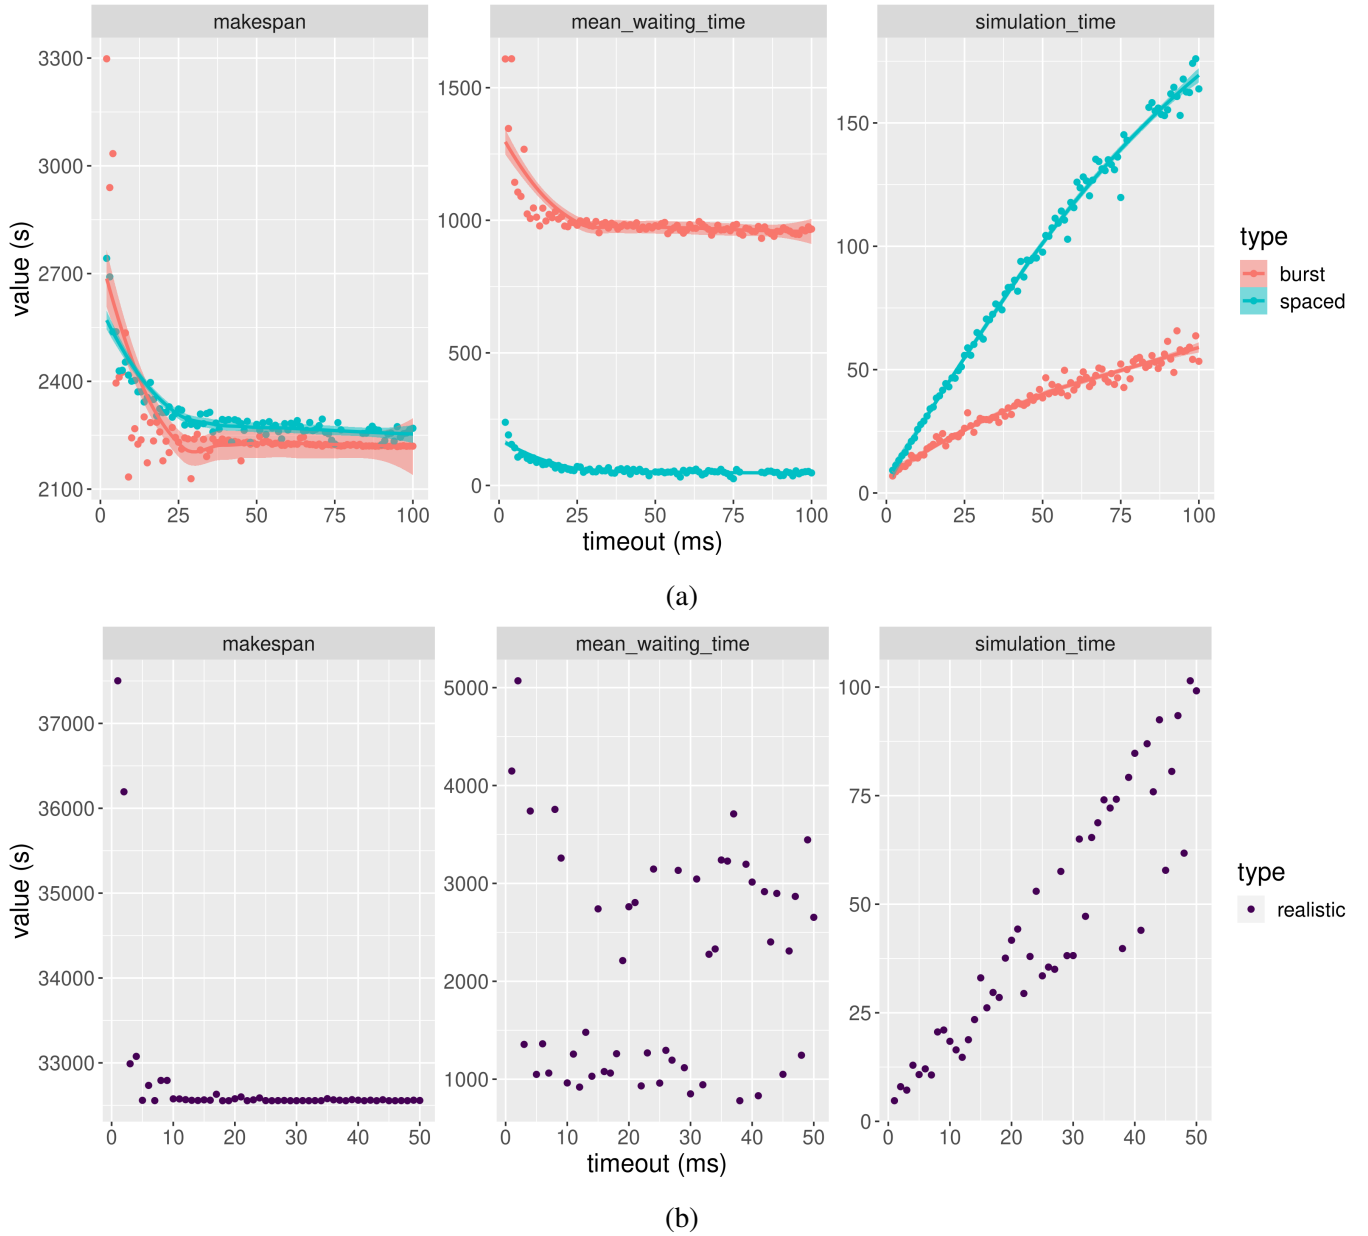 makespan mean_waiting_time simulation_time
3300
3000
2700
2400
2100
value (s)
0 25 50 75 100
1500
1000
500
0
0 25 50 75 100
timeout (ms)
150
100
50
0
0 25 50 75 100
type
burst
spaced
(a)
makespan mean_waiting_time simulation_time
37000
36000
35000
34000
33000
value (s)
0 10 20 30 40 50
5000
4000
3000
2000
1000
0 10 20 30 40 50
timeout (ms)
100
75
50
25
0
0 10 20 30 40 50
type
realistic
(b)